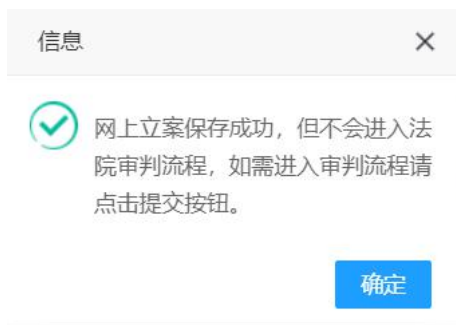 信息
网上立案保存成功，但不会进入法
院审判流程，如需进入审判流程请
点击提交按钮。
确定